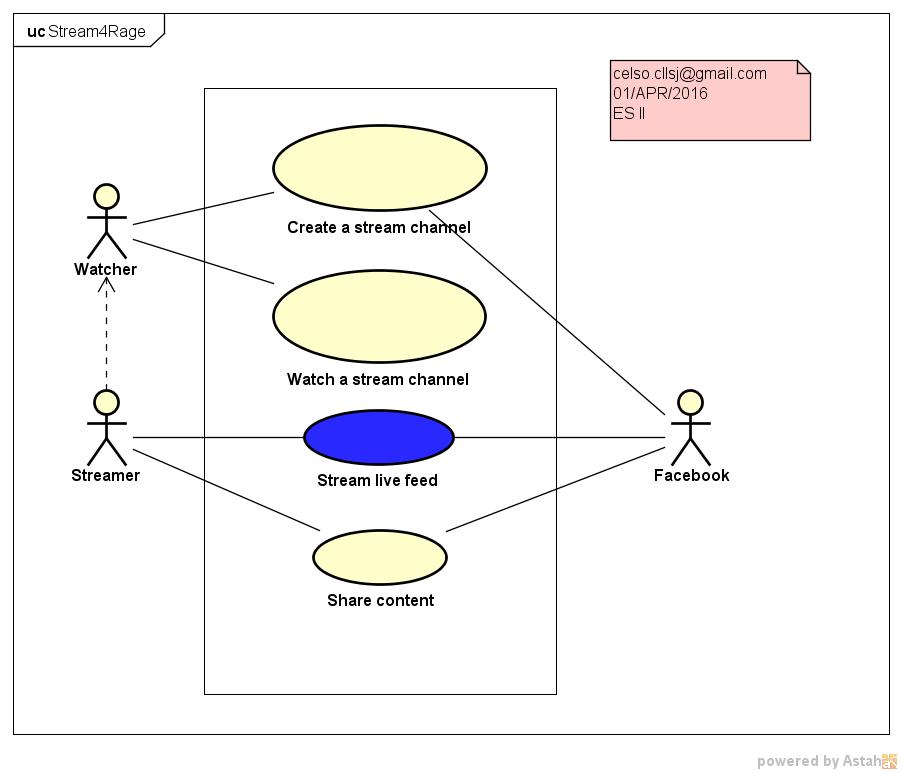 uc Stream4Rage
celso.cllsj@gmail.com
01/APR/2016
ES II
Create a stream channel
Watcher
Watch a stream channel
Streamer
Stream live feed
Facebook
Share content
powered by Astah